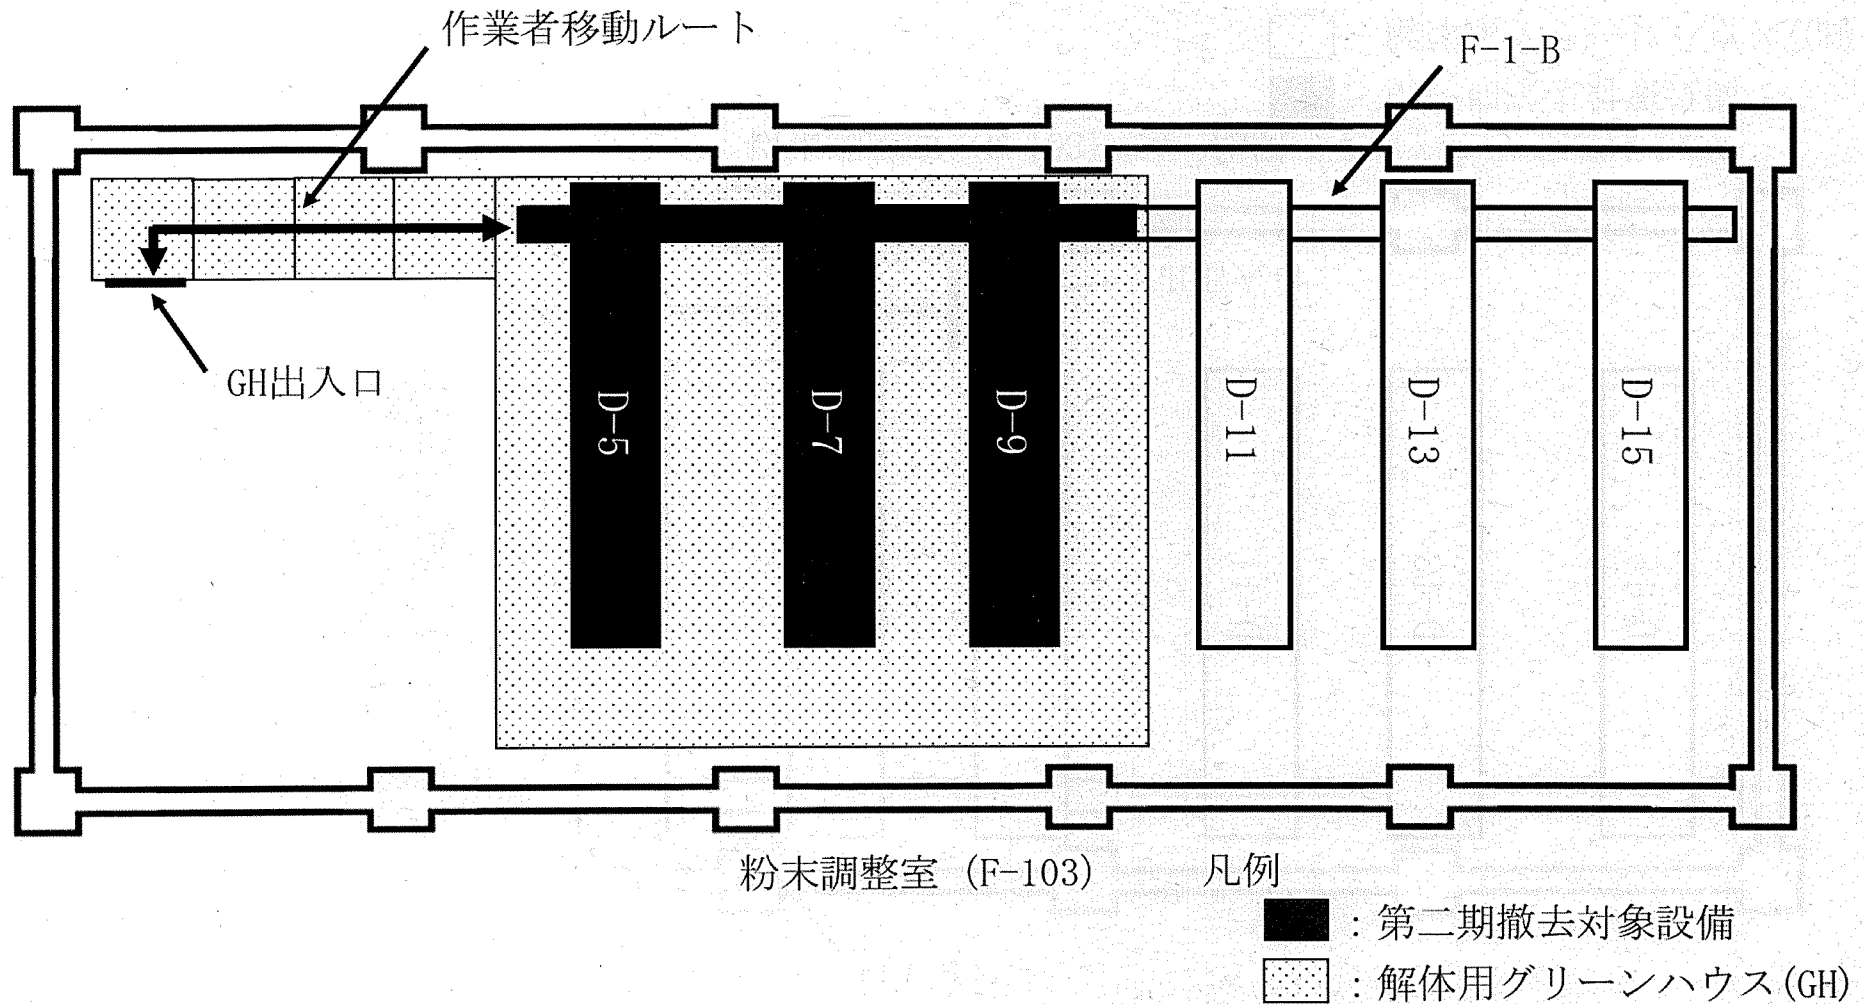 作業者移動ルート
F-1-B
GH出入口
D-5
D-7
D-9
D-11
D-13
D-15
粉末調整室 (F-103)
凡例
：第二期撤去対象設備
：解体用グリーンハウス(GH)